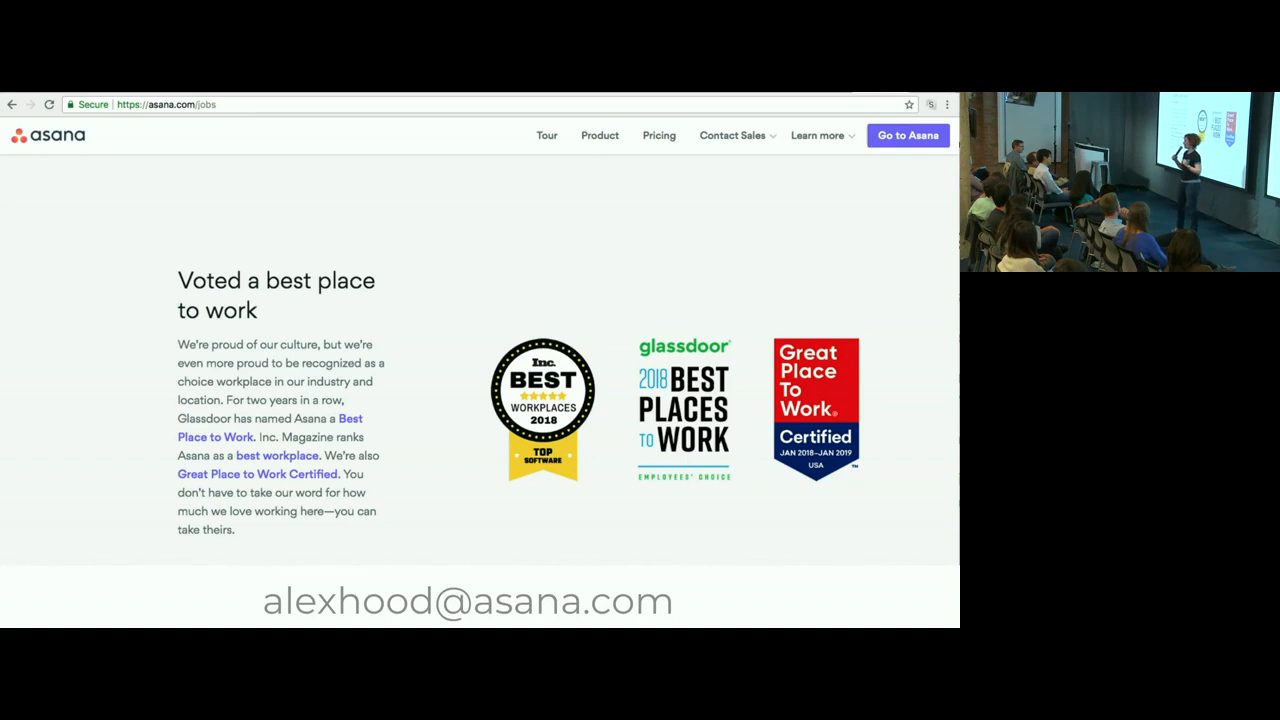 Secure https://asana.com/jobs
asana
Tour Product Pricing Contact Sales Learn more Go to Asana
Voted a best place
to work
We're proud of our culture, but we're
even more proud to be recognized as a
choice workplace in our industry and
location. For two years in a row,
Glassdoor has named Asana a Best
Place to Work. Inc. Magazine ranks
Asana as a best workplace. We're also
Great Place to Work Certified. You
don't have to take our word for how
much we love working here—you can
take theirs.
Inc.
BEST
WORKPLACES
2018
TOP
SOFTWARE
glassdoor
2018 BEST
PLACES
TO WORK
EMPLOYEES' CHOICE
Great
Place
To
Work®
Certified
JAN 2018–JAN 2019
USA
™
alexhood@asana.com